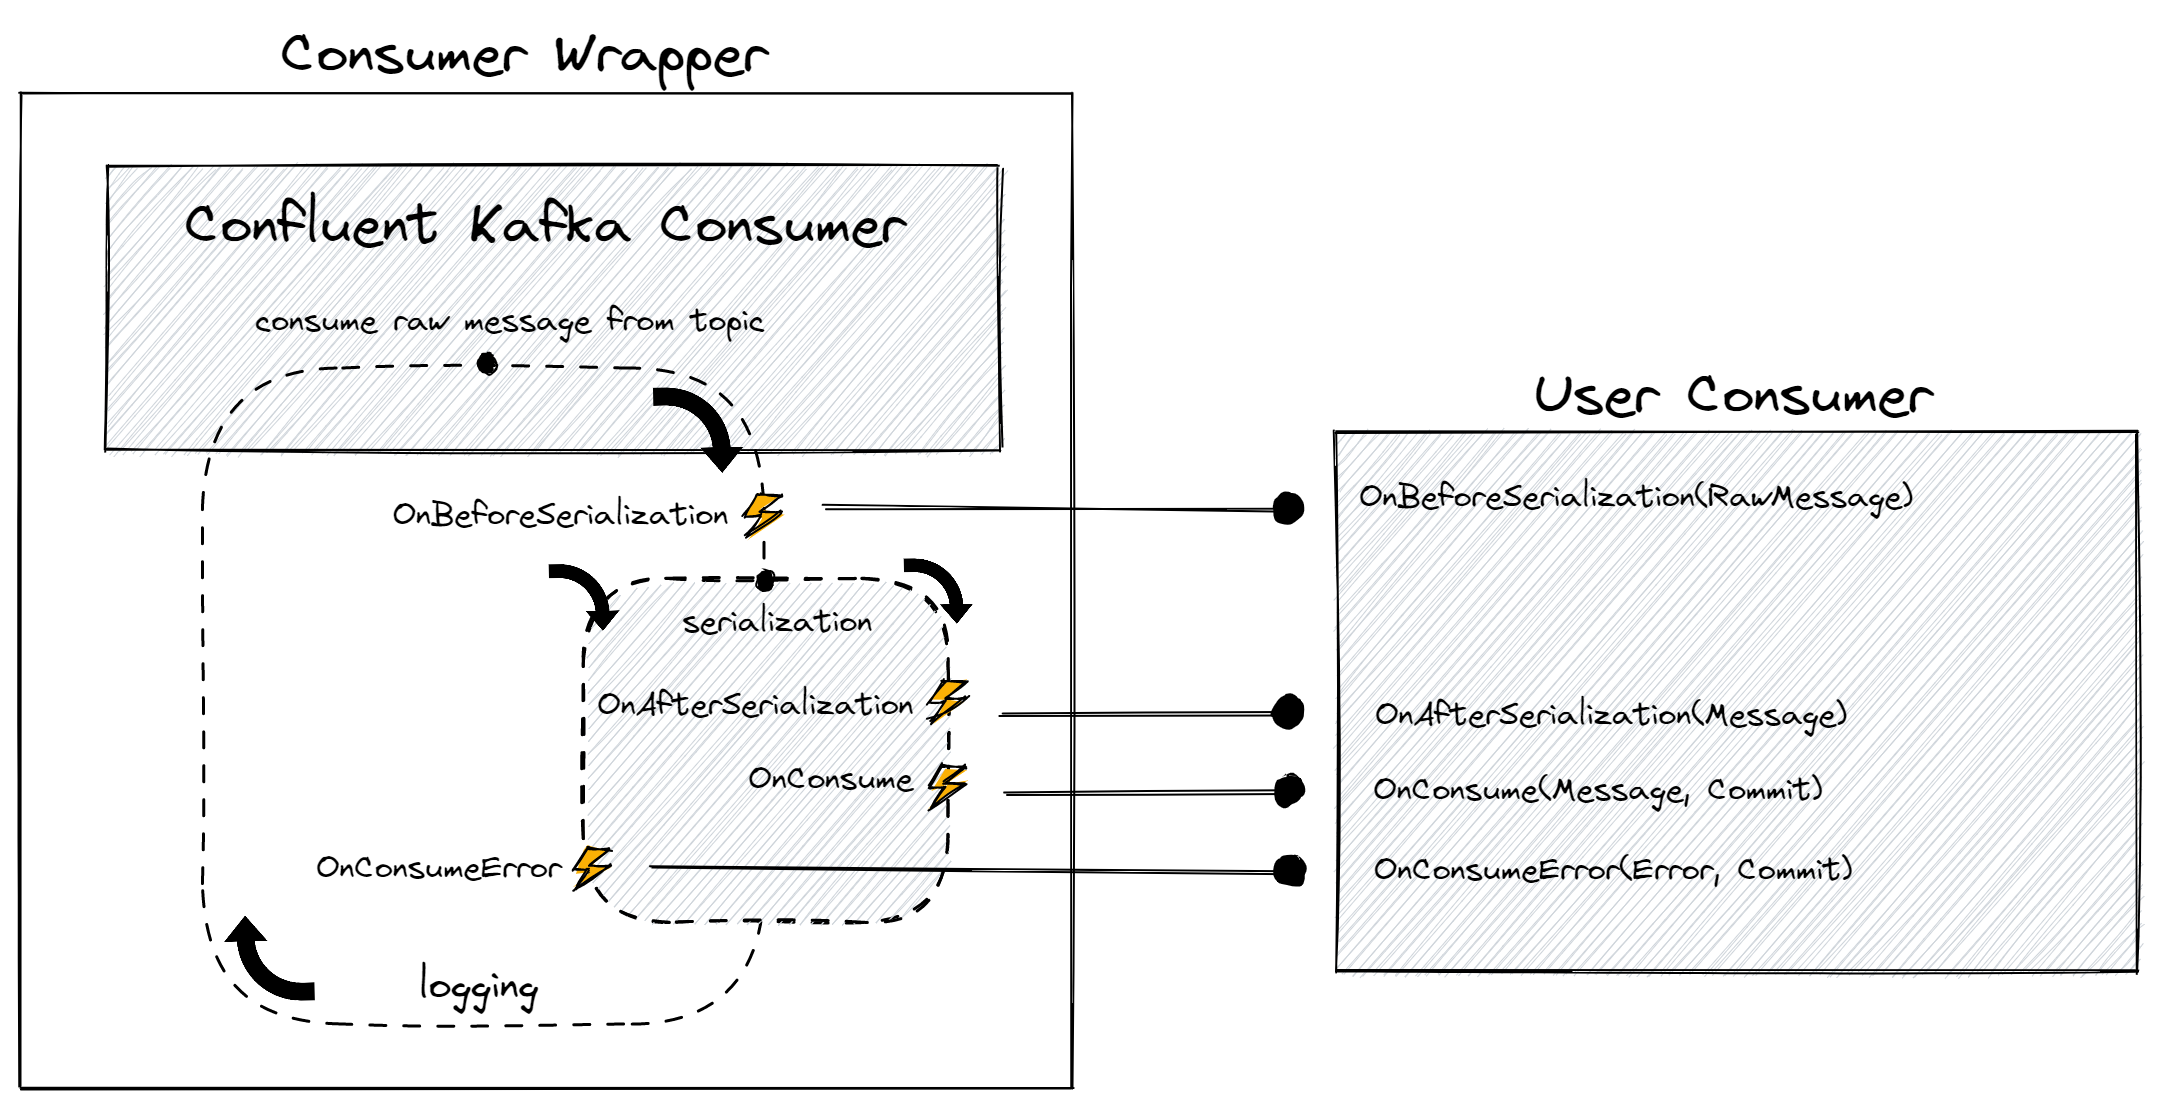 Consumer Wrapper
Confluent Kafka Consumer
consume raw message from topic
OnBeforeSerialization
serialization
OnAfterSerialization
OnConsume
OnConsumeError
logging
User Consumer
OnBeforeSerialization(RawMessage)
OnAfterSerialization(Message)
OnConsume(Message, Commit)
OnConsumeError(Error, Commit)